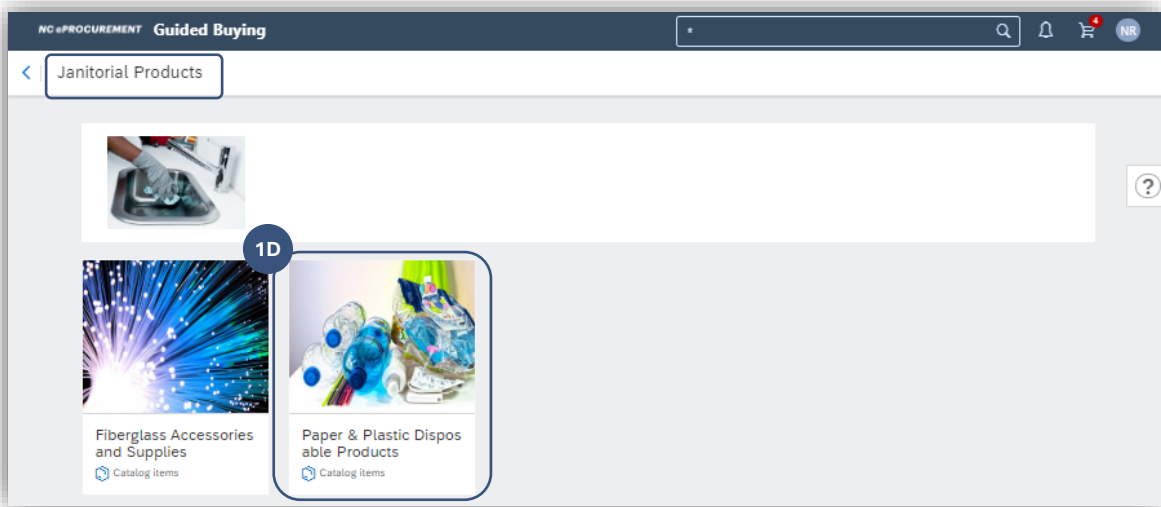 NC ePROCUREMENT Guided Buying
*
4
NR
Janitorial Products
?
1D
Fiberglass Accessories
and Supplies
Catalog items
Paper & Plastic Dispos
able Products
Catalog items